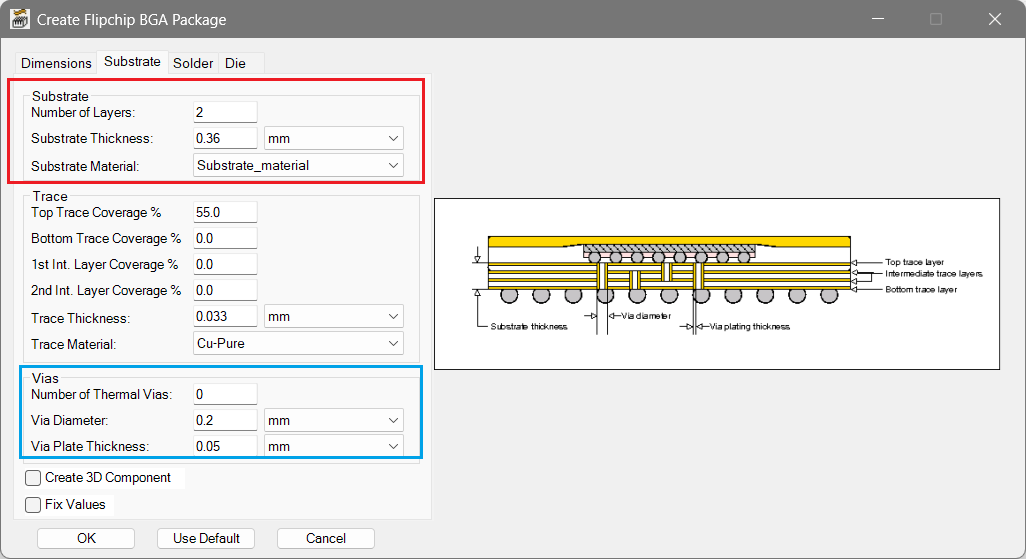 Create Flipchip BGA Package
Dimensions Substrate Solder Die
Substrate
Number of Layers: 2
Substrate Thickness: 0.36 mm
Substrate Material: Substrate_material
Trace
Top Trace Coverage % 55.0
Bottom Trace Coverage % 0.0
1st Int. Layer Coverage % 0.0
2nd Int. Layer Coverage % 0.0
Trace Thickness: 0.033 mm
Trace Material: Cu-Pure
Vias
Number of Thermal Vias: 0
Via Diameter: 0.2 mm
Via Plate Thickness: 0.05 mm
Create 3D Component
Fix Values
OK Use Default Cancel
Top trace layer
Intermediate trace layers
Bottom trace layer
Via diameter
Substrate thickness
Via plating thickness